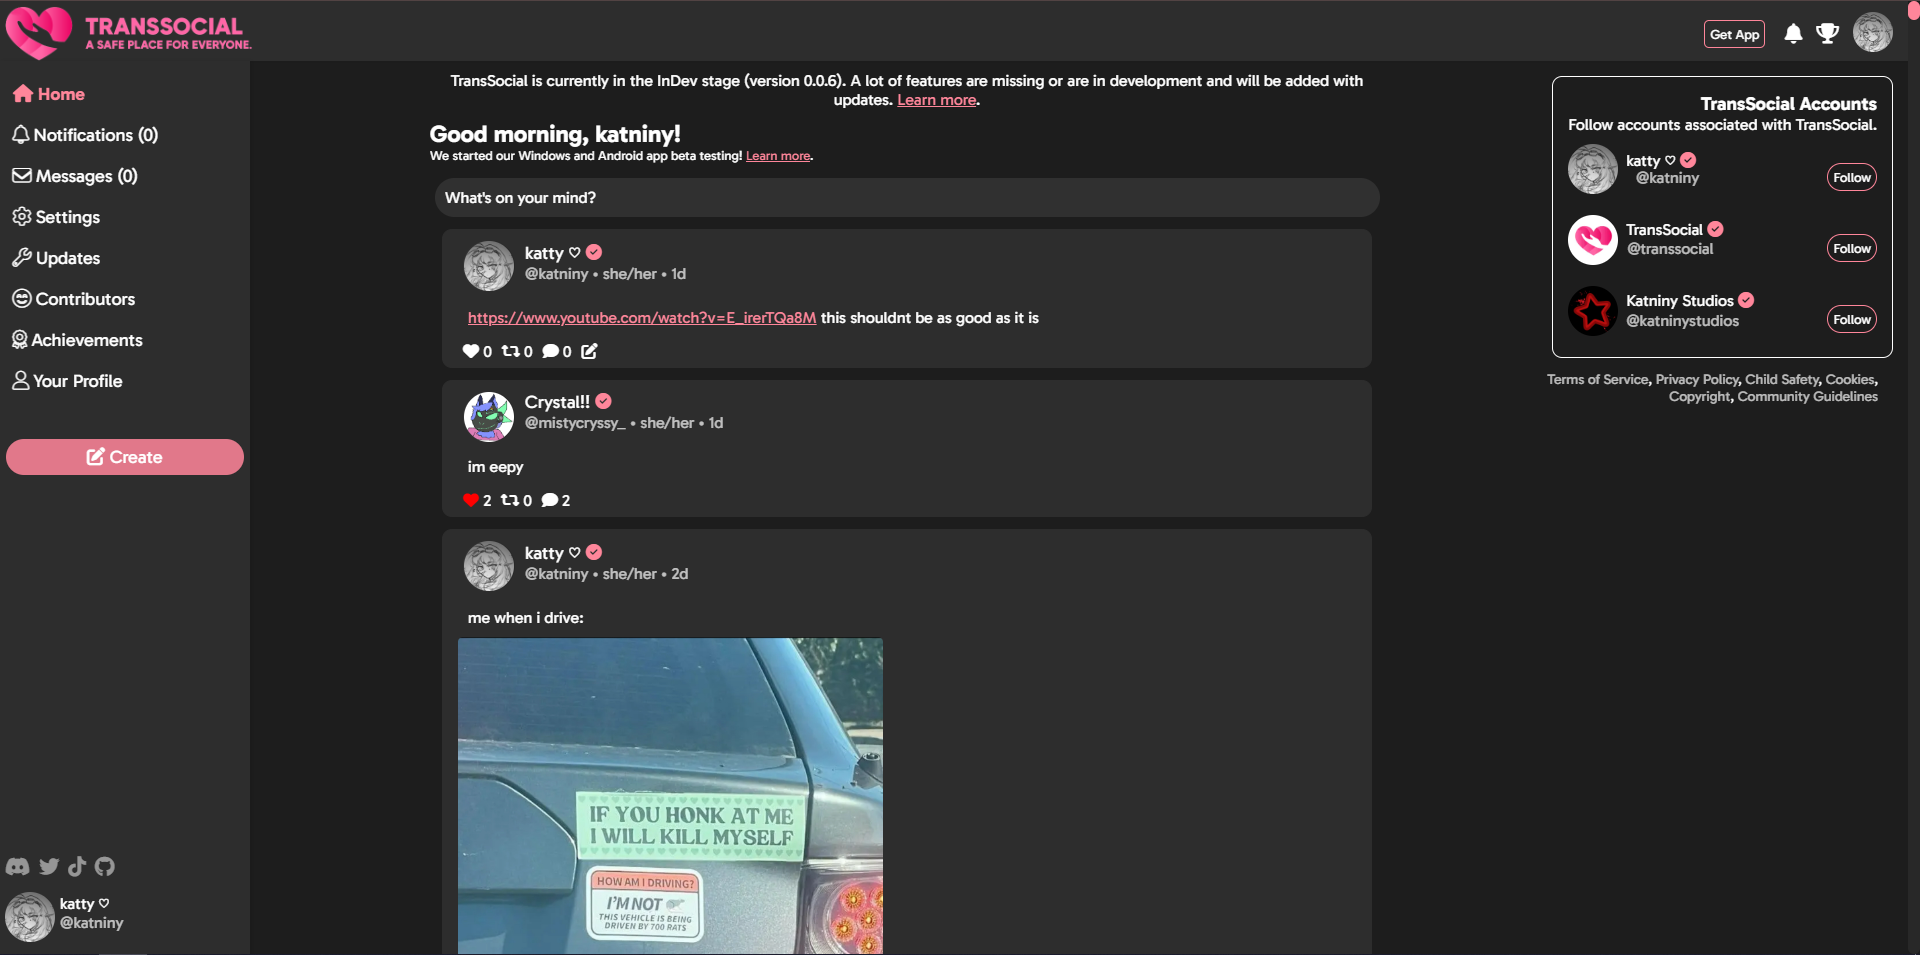 TRANSSOCIAL
A SAFE PLACE FOR EVERYONE.
Get App
Home
Notifications (0)
Messages (0)
Settings
Updates
Contributors
Achievements
Your Profile
Create
katty ♡
@katniny
TransSocial is currently in the InDev stage (version 0.0.6). A lot of features are missing or are in development and will be added with
updates. Learn more.
Good morning, katniny!
We started our Windows and Android app beta testing! Learn more.
What's on your mind?
katty ♡
@katniny • she/her • 1d
https://www.youtube.com/watch?v=E_irerTQa8M this shouldnt be as good as it is
0 0 0
Crystal!!
@mistycryssy_ • she/her • 1d
im eepy
2 0 2
katty ♡
@katniny • she/her • 2d
me when i drive:
IF YOU HONK AT ME
I WILL KILL MYSELF
HOW AM I DRIVING?
I'M NOT
THIS VEHICLE IS BEING
DRIVEN BY 700 RATS
TransSocial Accounts
Follow accounts associated with TransSocial.
katty ♡
@katniny
Follow
TransSocial
@transsocial
Follow
Katniny Studios
@katninystudios
Follow
Terms of Service, Privacy Policy, Child Safety, Cookies,
Copyright, Community Guidelines